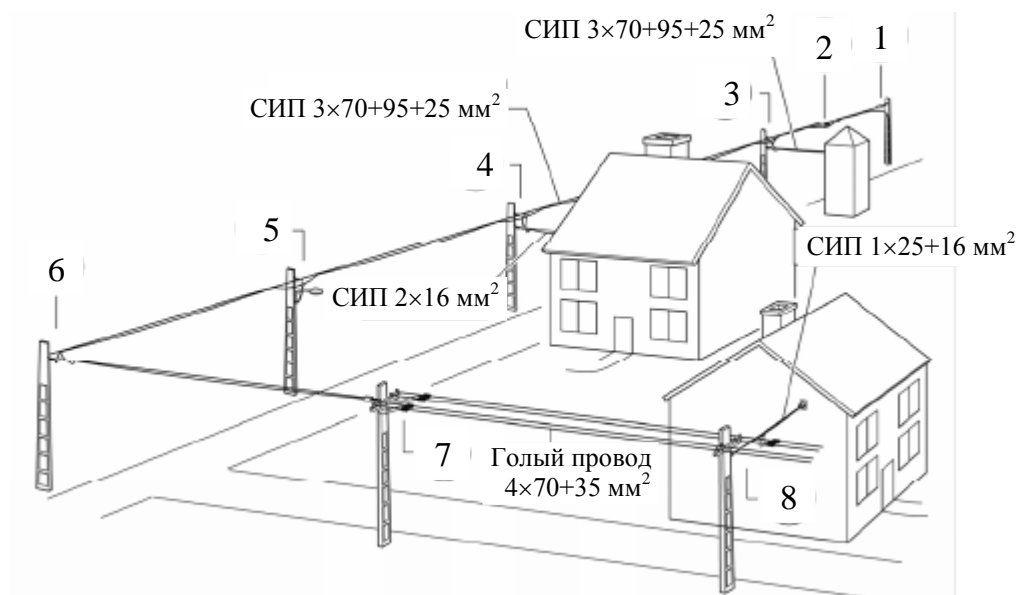 СИП 3×70+95+25 мм²
2
1
СИП 3×70+95+25 мм²
3
4
СИП 1×25+16 мм²
5
6
СИП 2×16 мм²
7
Голый провод
4×70+35 мм²
8